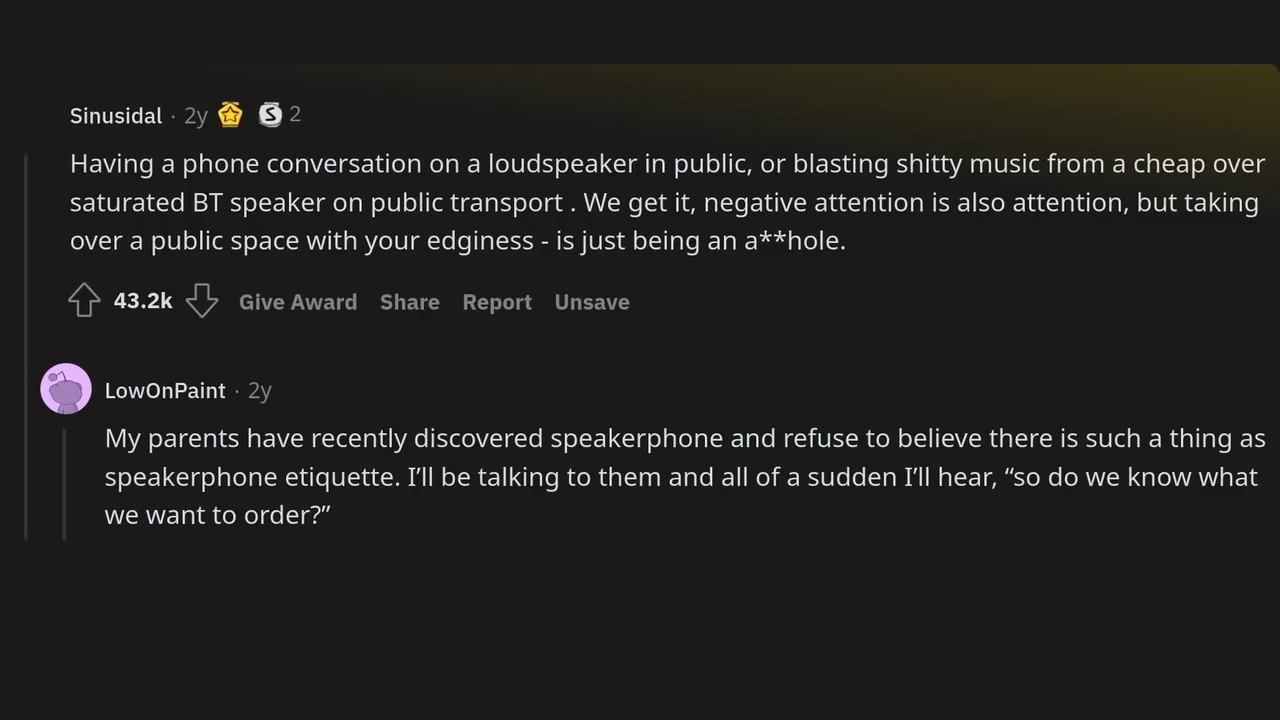 Sinusidal · 2y 2
Having a phone conversation on a loudspeaker in public, or blasting shitty music from a cheap over
saturated BT speaker on public transport . We get it, negative attention is also attention, but taking
over a public space with your edginess - is just being an a**hole.
43.2k Give Award Share Report Unsave
LowOnPaint · 2y
My parents have recently discovered speakerphone and refuse to believe there is such a thing as
speakerphone etiquette. I’ll be talking to them and all of a sudden I’ll hear, “so do we know what
we want to order?”